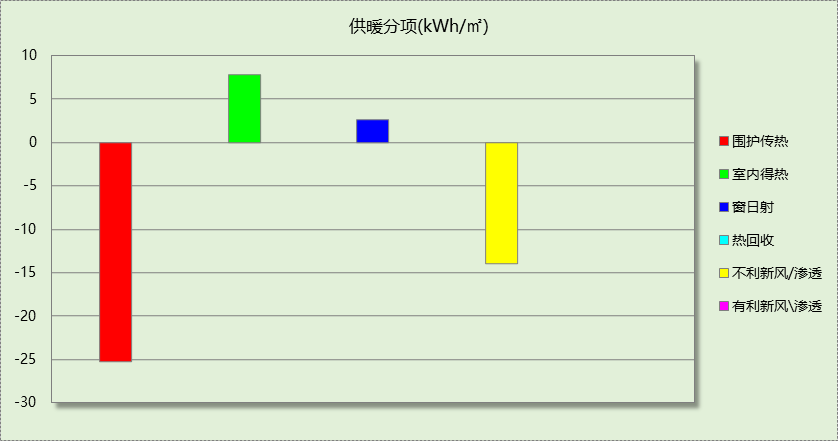 供暖分项(kWh/㎡)
10
5
0
-5
-10
-15
-20
-25
-30
围护传热
室内得热
窗日射
热回收
不利新风/渗透
有利新风\渗透